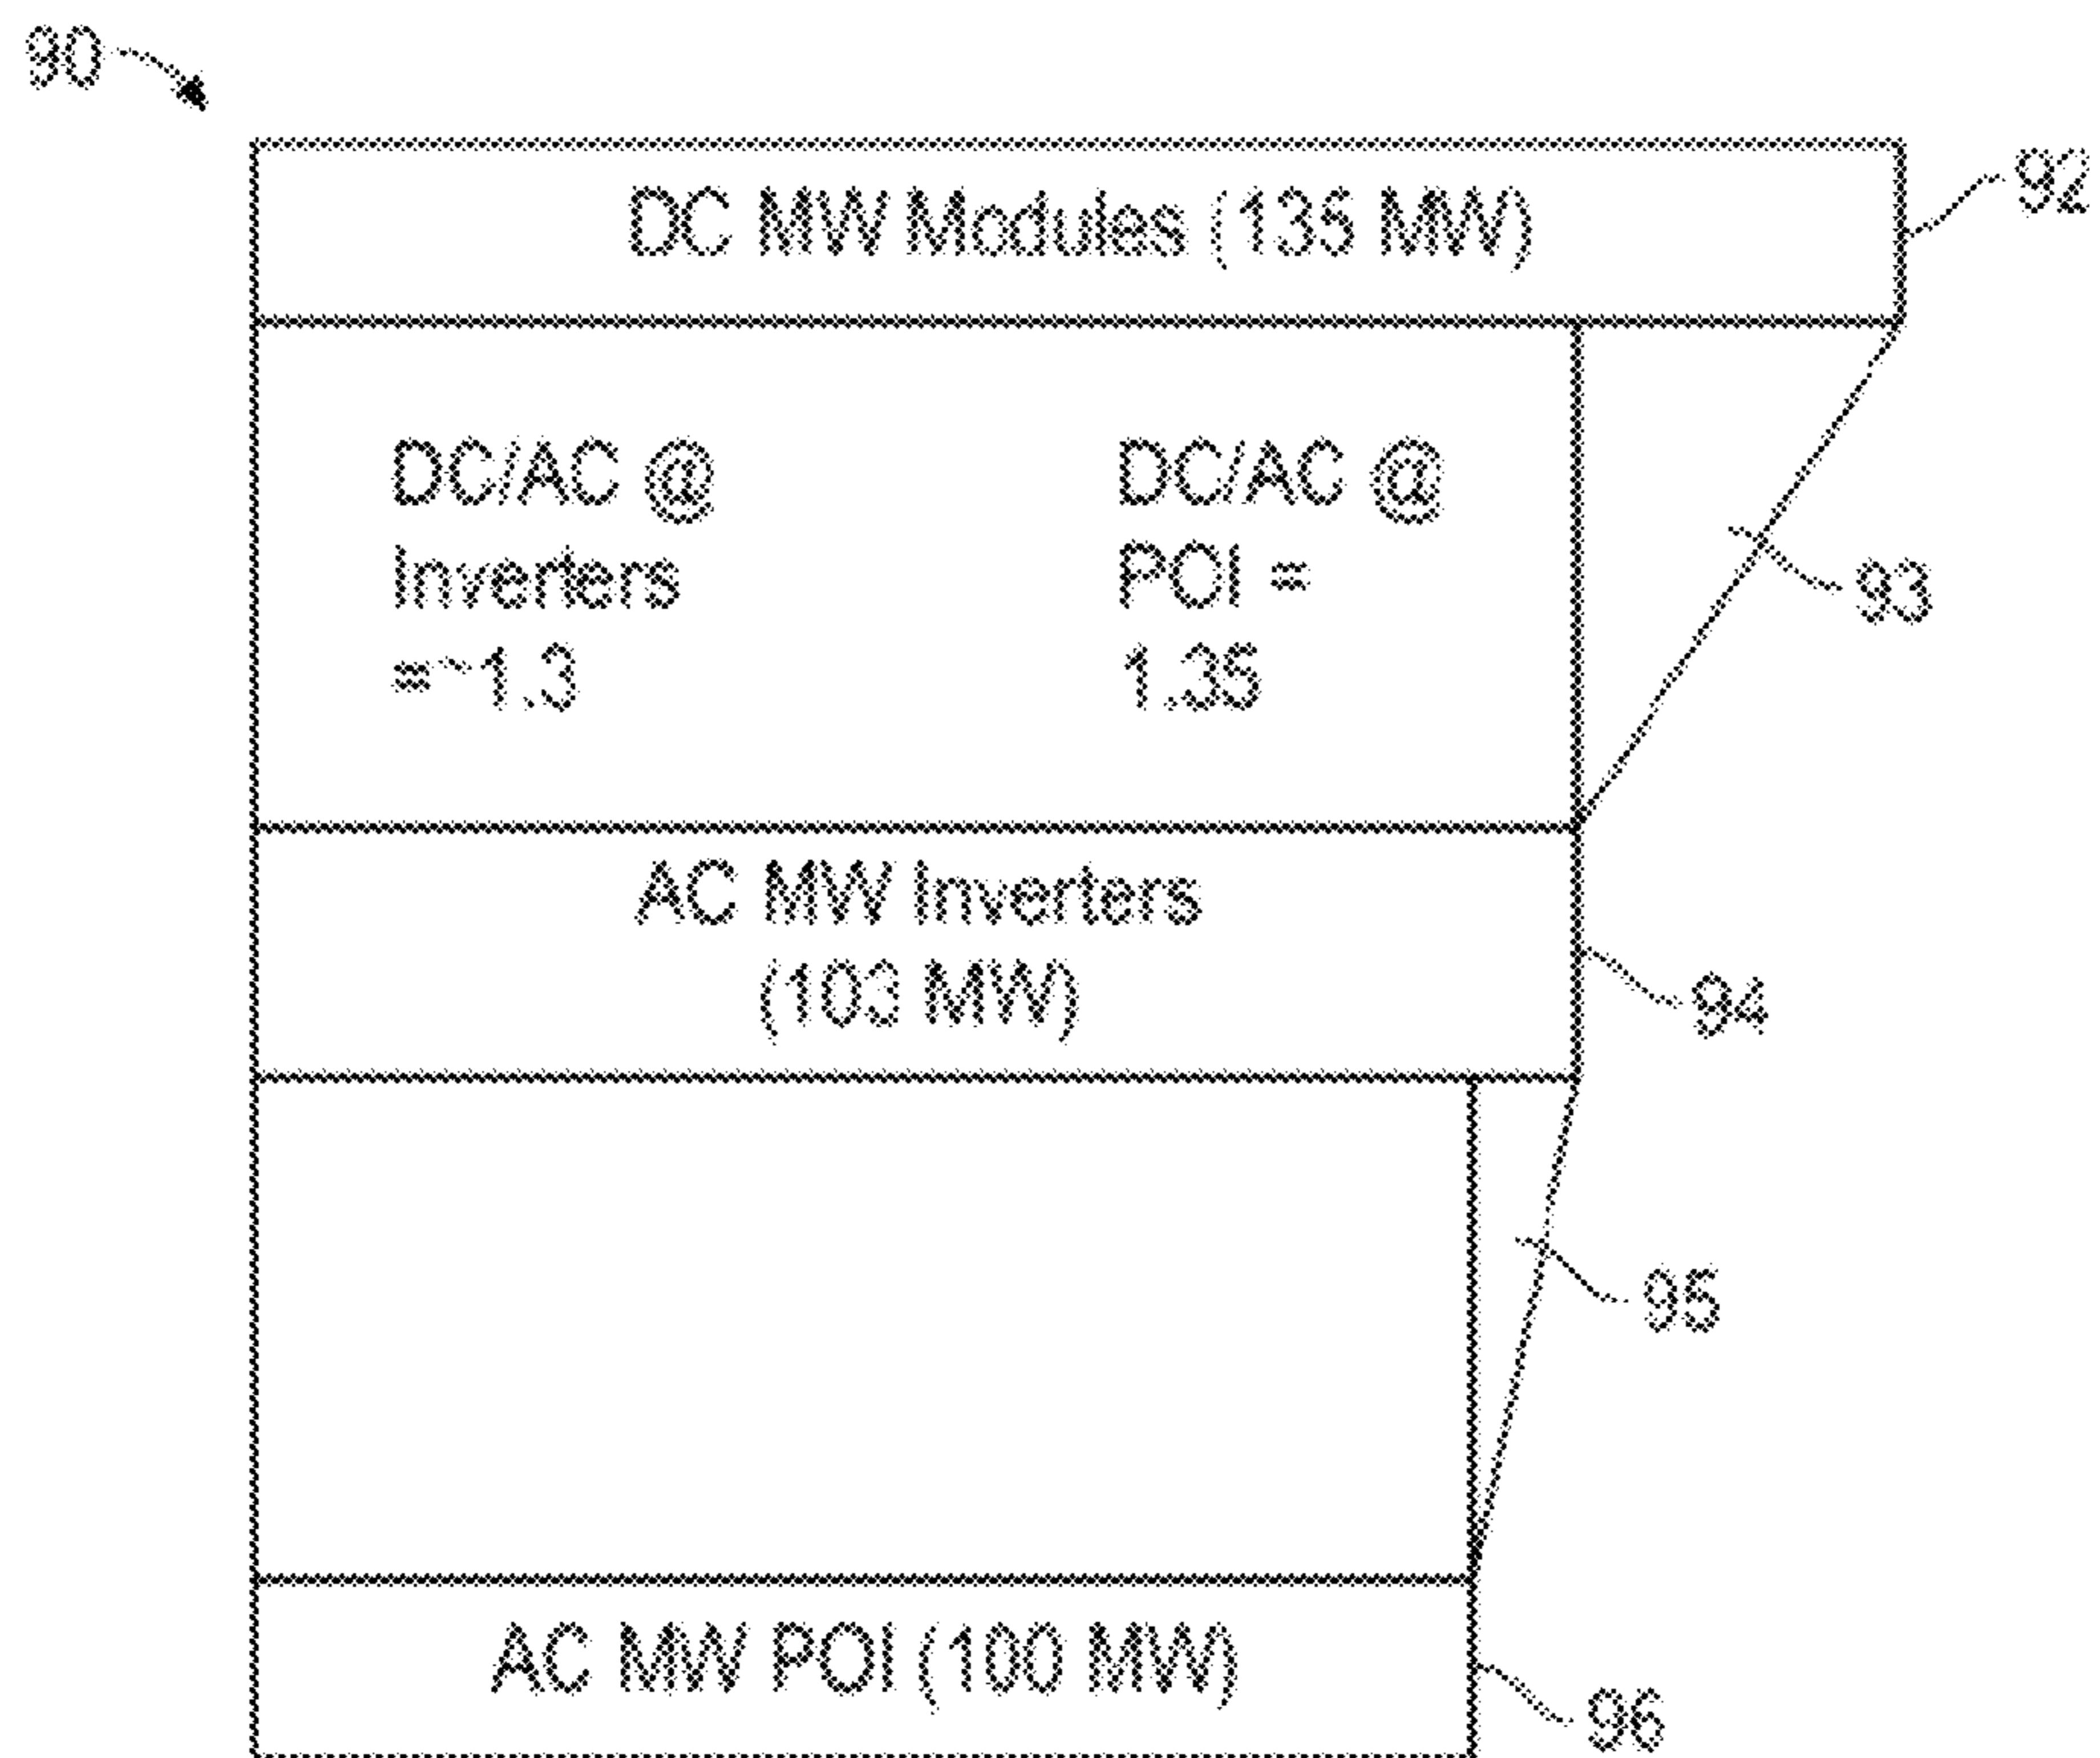 90
DC MW Modules (135 MW)
92
DC/AC @
Inverters
=~1.3
DC/AC @
POI =
1.35
93
AC MW Inverters
(103 MW)
94
95
AC MW POI (100 MW)
96